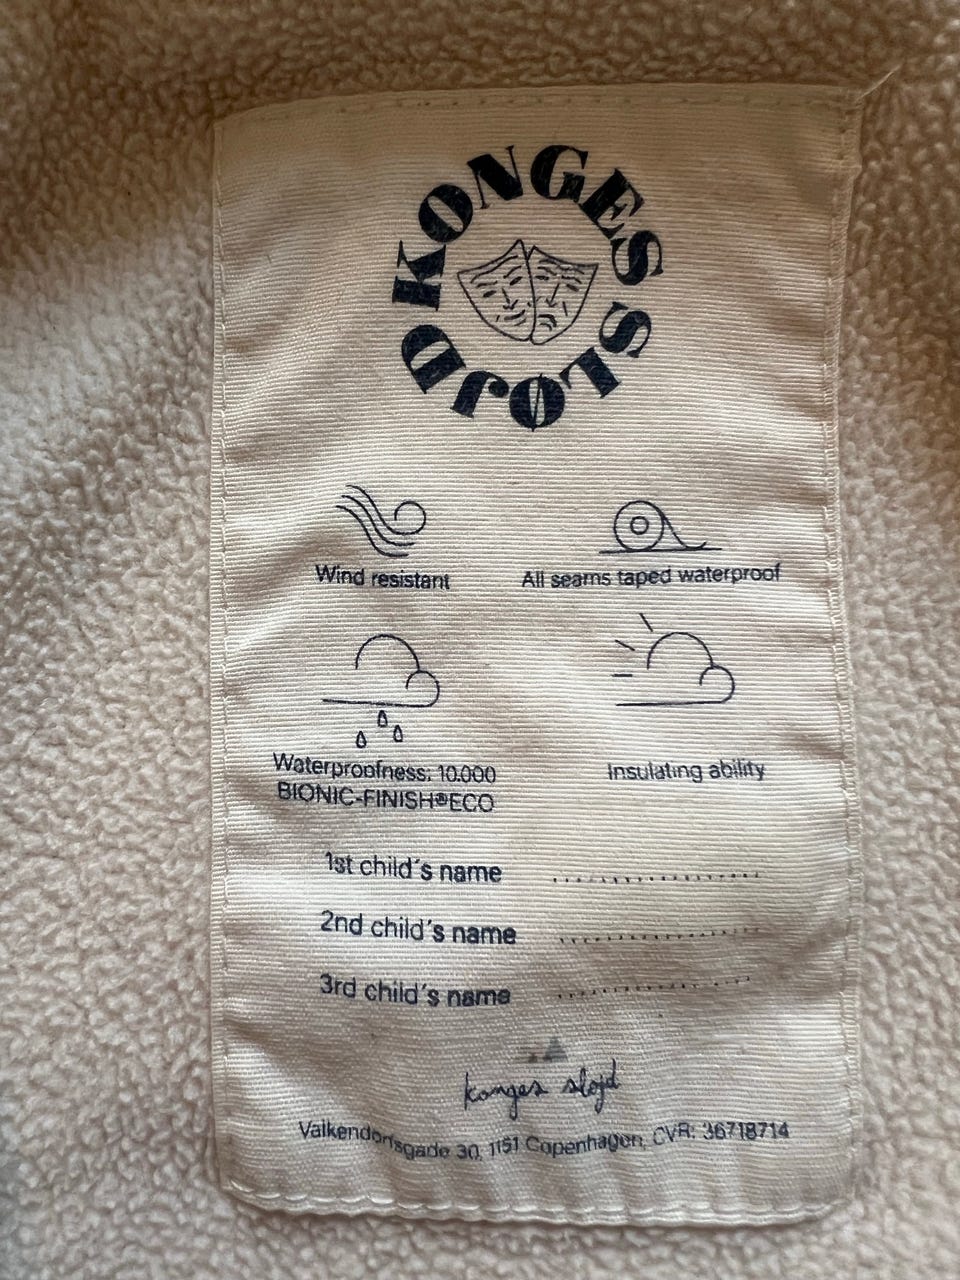 KONGES SLØJD
Wind resistant
All seams taped waterproof
Waterproofness: 10.000
BIONIC-FINISH®ECO
Insulating ability
1st child's name ....................
2nd child's name ....................
3rd child's name ....................
konges sløjd
Valkendorfsgade 30, 1151 Copenhagen, CVR: 36718714